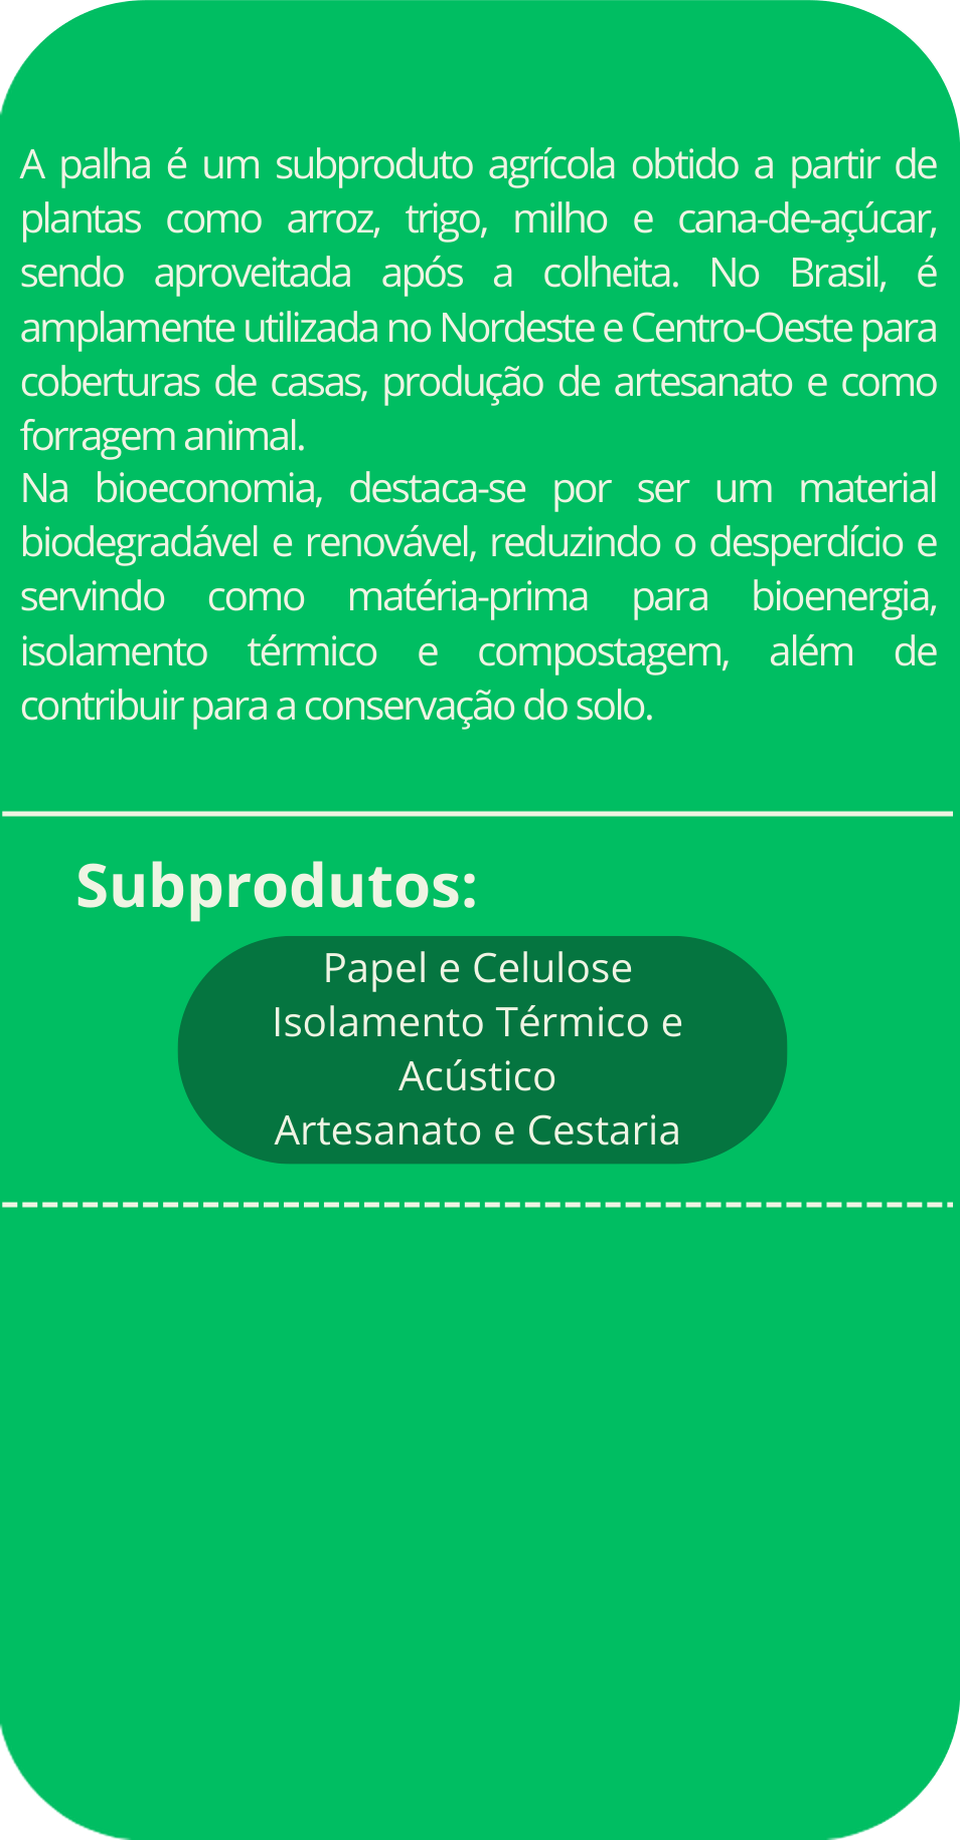 A palha é um subproduto agrícola obtido a partir de
plantas como arroz, trigo, milho e cana-de-açúcar,
sendo aproveitada após a colheita. No Brasil, é
amplamente utilizada no Nordeste e Centro-Oeste para
coberturas de casas, produção de artesanato e como
forragem animal.
Na bioeconomia, destaca-se por ser um material
biodegradável e renovável, reduzindo o desperdício e
servindo como matéria-prima para bioenergia,
isolamento térmico e compostagem, além de
contribuir para a conservação do solo.
Subprodutos:
Papel e Celulose
Isolamento Térmico e
Acústico
Artesanato e Cestaria